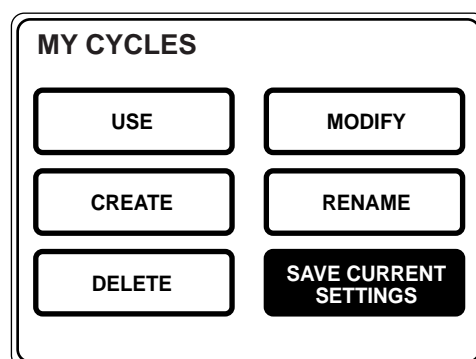 MY CYCLES
USE
MODIFY
CREATE
RENAME
DELETE
SAVE CURRENT
SETTINGS